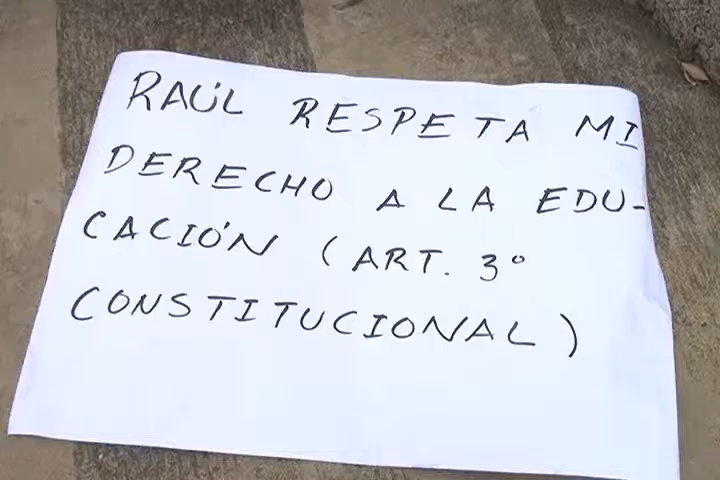 RAÚL RESPETA MI
DERECHO A LA EDU-
CACIÓN (ART. 3°
CONSTITUCIONAL)